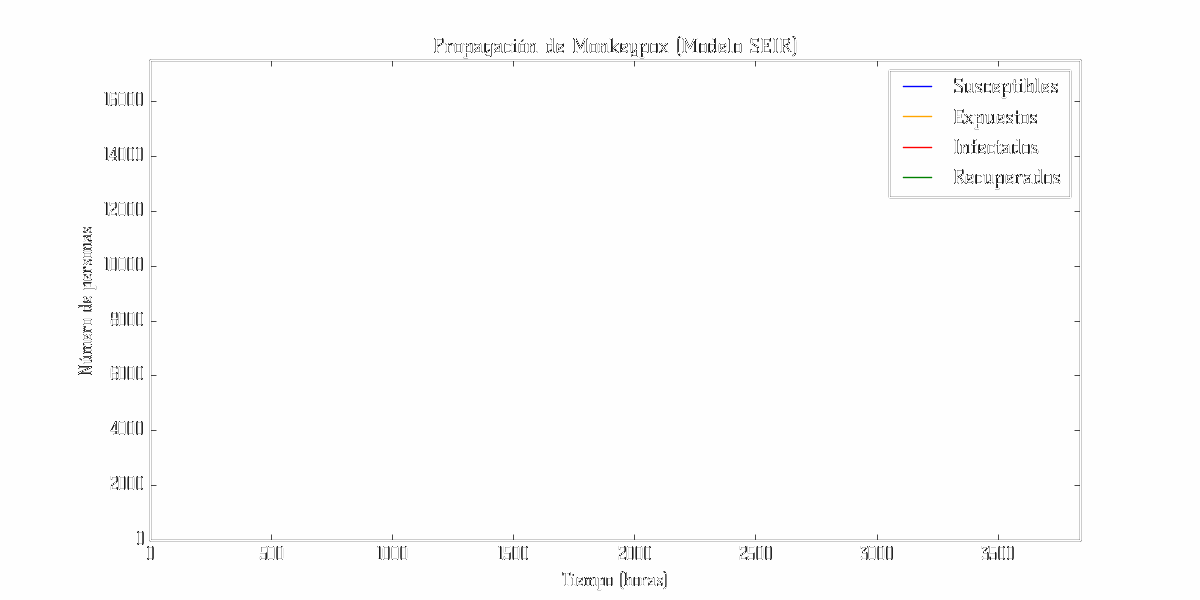 Propagación de Monkeypox (Modelo SEIR)
Susceptibles
Expuestos
Infectados
Recuperados
Número de personas
16000
14000
12000
10000
8000
6000
4000
2000
0
0 500 1000 1500 2000 2500 3000 3500
Tiempo (horas)